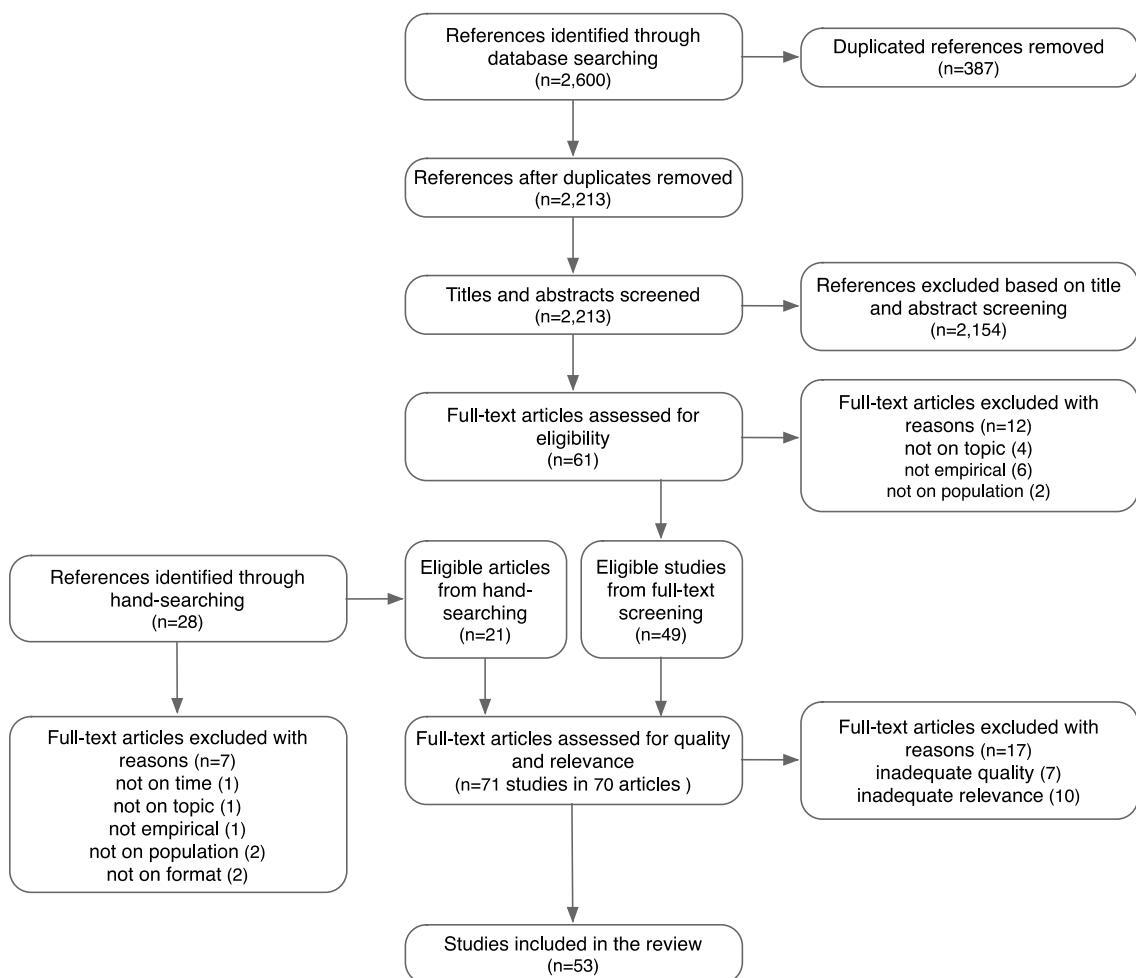 References identified through
database searching
(n=2,600)
Duplicated references removed
(n=387)
References after duplicates removed
(n=2,213)
Titles and abstracts screened
(n=2,213)
References excluded based on title
and abstract screening
(n=2,154)
Full-text articles assessed for
eligibility
(n=61)
Full-text articles excluded with
reasons (n=12)
not on topic (4)
not empirical (6)
not on population (2)
References identified through
hand-searching
(n=28)
Eligible articles
from hand-
searching
(n=21)
Eligible studies
from full-text
screening
(n=49)
Full-text articles excluded with
reasons (n=7)
not on time (1)
not on topic (1)
not empirical (1)
not on population (2)
not on format (2)
Full-text articles assessed for quality
and relevance
(n=71 studies in 70 articles )
Full-text articles excluded with
reasons (n=17)
inadequate quality (7)
inadequate relevance (10)
Studies included in the review
(n=53)